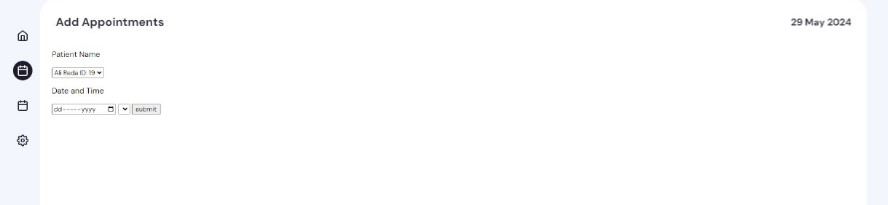 Add Appointments
29 May 2024
Patient Name
Ali Reda ID: 19
Date and Time
dd-----yyyy
submit